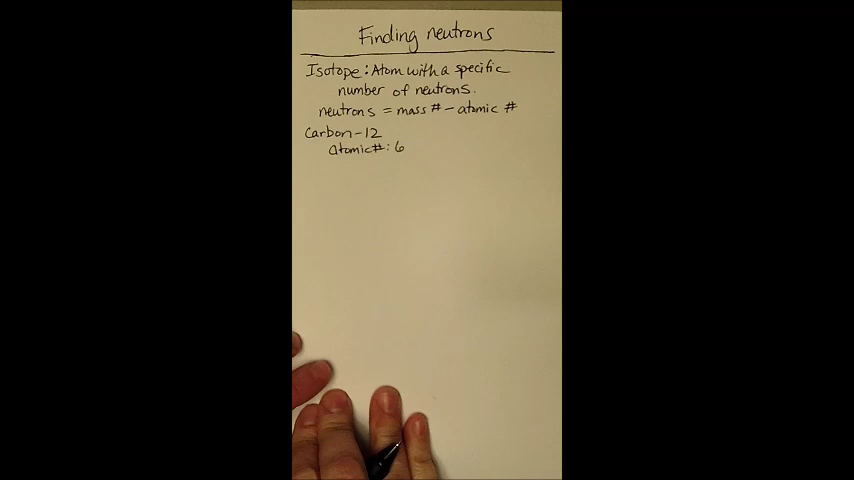 Finding neutrons
Isotope: Atom with a specific
number of neutrons.
neutrons = mass # - atomic #
Carbon-12
atomic#: 6